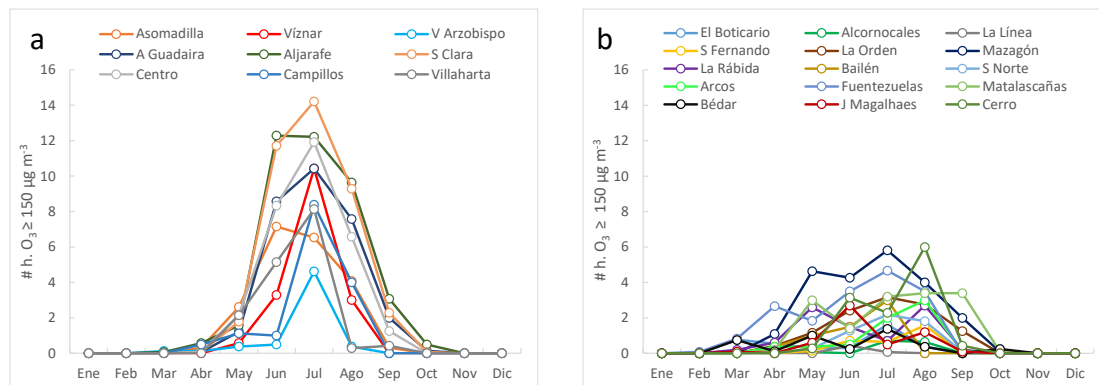 a
Asomadilla Víznar V Arzobispo
A Guadaira Aljarafe S Clara
Centro Campillos Villaharta
# h. O₃ ≥ 150 µg m⁻³
16
14
12
10
8
6
4
2
0
Ene Feb Mar Abr May Jun Jul Ago Sep Oct Nov Dic
b
El Boticario Alcornocales La Línea
S Fernando La Orden Mazagón
La Rábida Bailén S Norte
Arcos Fuentezuelas Matalascañas
Bédar J Magalhaes Cerro
# h. O₃ ≥ 150 µg m⁻³
16
14
12
10
8
6
4
2
0
Ene Feb Mar Abr May Jun Jul Ago Sep Oct Nov Dic